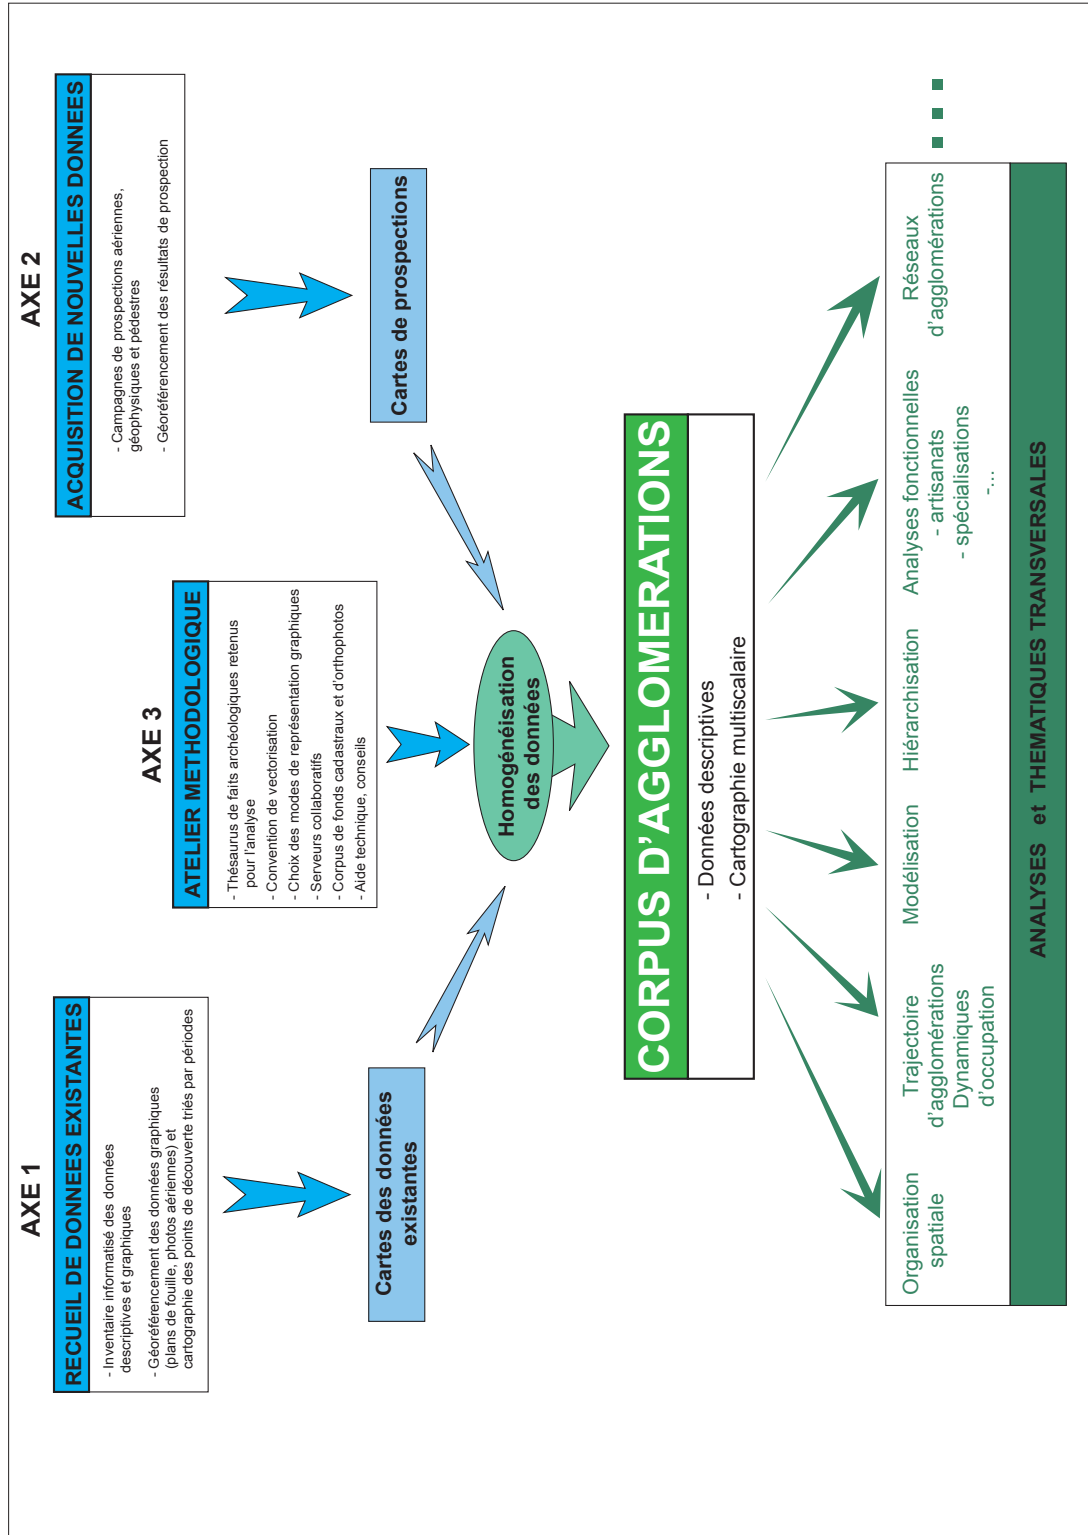 AXE 1
RECUEIL DE DONNEES EXISTANTES
- Inventaire informatisé des données
descriptives et graphiques
- Géoréférencement des données graphiques
(plans de fouille, photos aériennes) et
cartographie des points de découverte triés par périodes
Cartes des données
existantes
AXE 3
ATELIER METHODOLOGIQUE
- Thésaurus de faits archéologiques retenus
pour l'analyse
- Convention de vectorisation
- Choix des modes de représentation graphiques
- Serveurs collaboratifs
- Corpus de fonds cadastraux et d'orthophotos
- Aide technique, conseils
AXE 2
ACQUISITION DE NOUVELLES DONNEES
- Campagnes de prospections aériennes,
géophysiques et pédestres
- Géoréférencement des résultats de prospection
Cartes de prospections
Homogénéisation
des données
CORPUS D'AGGLOMERATIONS
- Données descriptives
- Cartographie multiscalaire
Organisation
spatiale
Trajectoire
d'agglomérations
Dynamiques
d'occupation
Modélisation
Hiérarchisation
Analyses fonctionnelles
- artisanats
- spécialisations
-...
Réseaux
d'agglomérations
ANALYSES et THEMATIQUES TRANSVERSALES